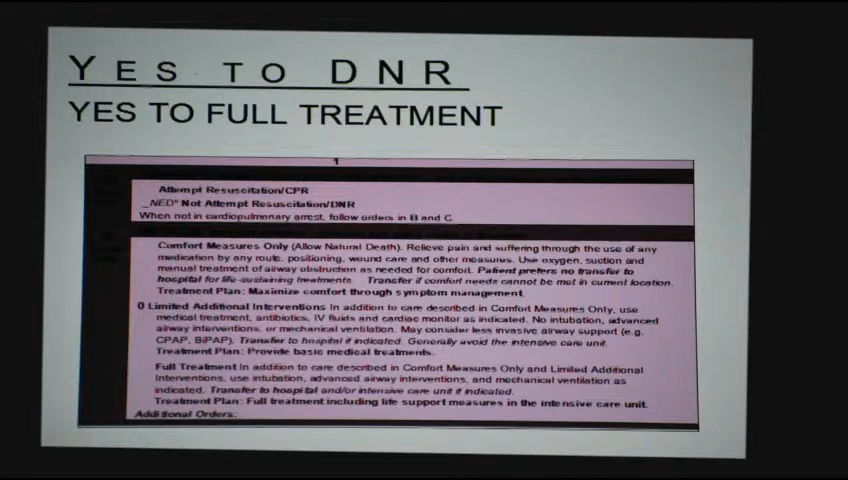 YES TO DNR
YES TO FULL TREATMENT
1
Attempt Resuscitation/CPR
_NED° Not Attempt Resuscitation/DNR
When not in cardiopulmonary arrest, follow orders in B and C.
Comfort Measures Only (Allow Natural Death). Relieve pain and suffering through the use of any
medication by any route, positioning, wound care and other measures. Use oxygen, suction and
manual treatment of airway obstruction as needed for comfort. Patient prefers no transfer to
hospital for life-sustaining treatments. Transfer if comfort needs cannot be met in current location.
Treatment Plan: Maximize comfort through symptom management.
0 Limited Additional Interventions In addition to care described in Comfort Measures Only, use
medical treatment, antibiotics, IV fluids and cardiac monitor as indicated. No intubation, advanced
airway interventions, or mechanical ventilation. May consider less invasive airway support (e.g.
CPAP, BiPAP). Transfer to hospital if indicated. Generally avoid the intensive care unit.
Treatment Plan: Provide basic medical treatments.
Full Treatment In addition to care described in Comfort Measures Only and Limited Additional
Interventions, use intubation, advanced airway interventions, and mechanical ventilation as
indicated. Transfer to hospital and/or intensive care unit if indicated.
Treatment Plan: Full treatment including life support measures in the intensive care unit.
Additional Orders: